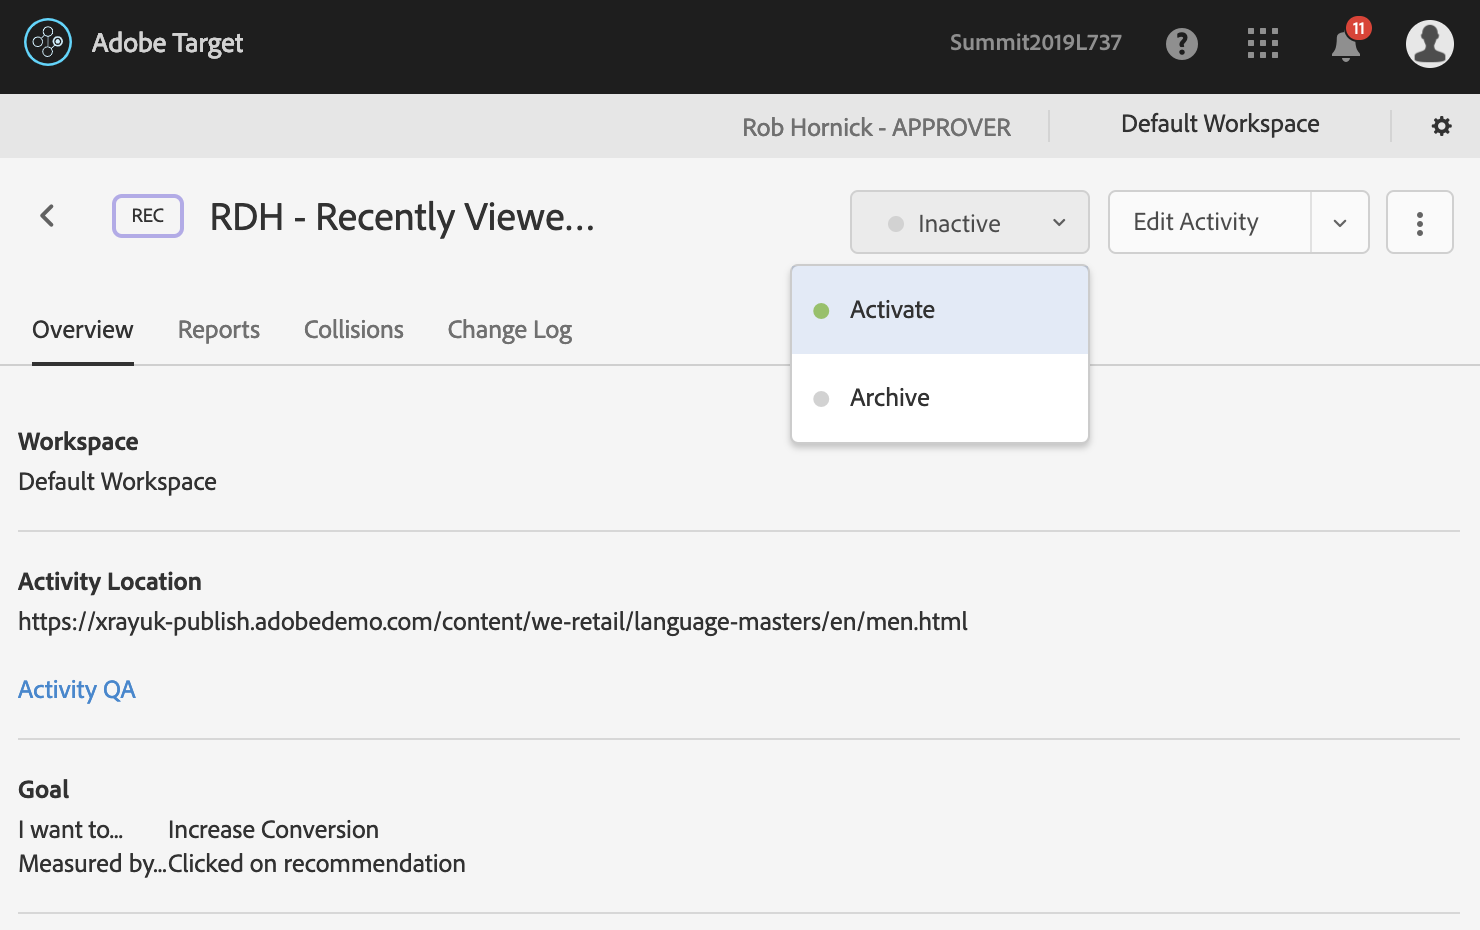 Adobe Target
Summit2019L737
?
11
Rob Hornick - APPROVER
Default Workspace
REC
RDH - Recently Viewe...
Inactive
Edit Activity
Activate
Archive
Overview
Reports
Collisions
Change Log
Workspace
Default Workspace
Activity Location
https://xrayuk-publish.adobedemo.com/content/we-retail/language-masters/en/men.html
Activity QA
Goal
I want to... Increase Conversion
Measured by... Clicked on recommendation